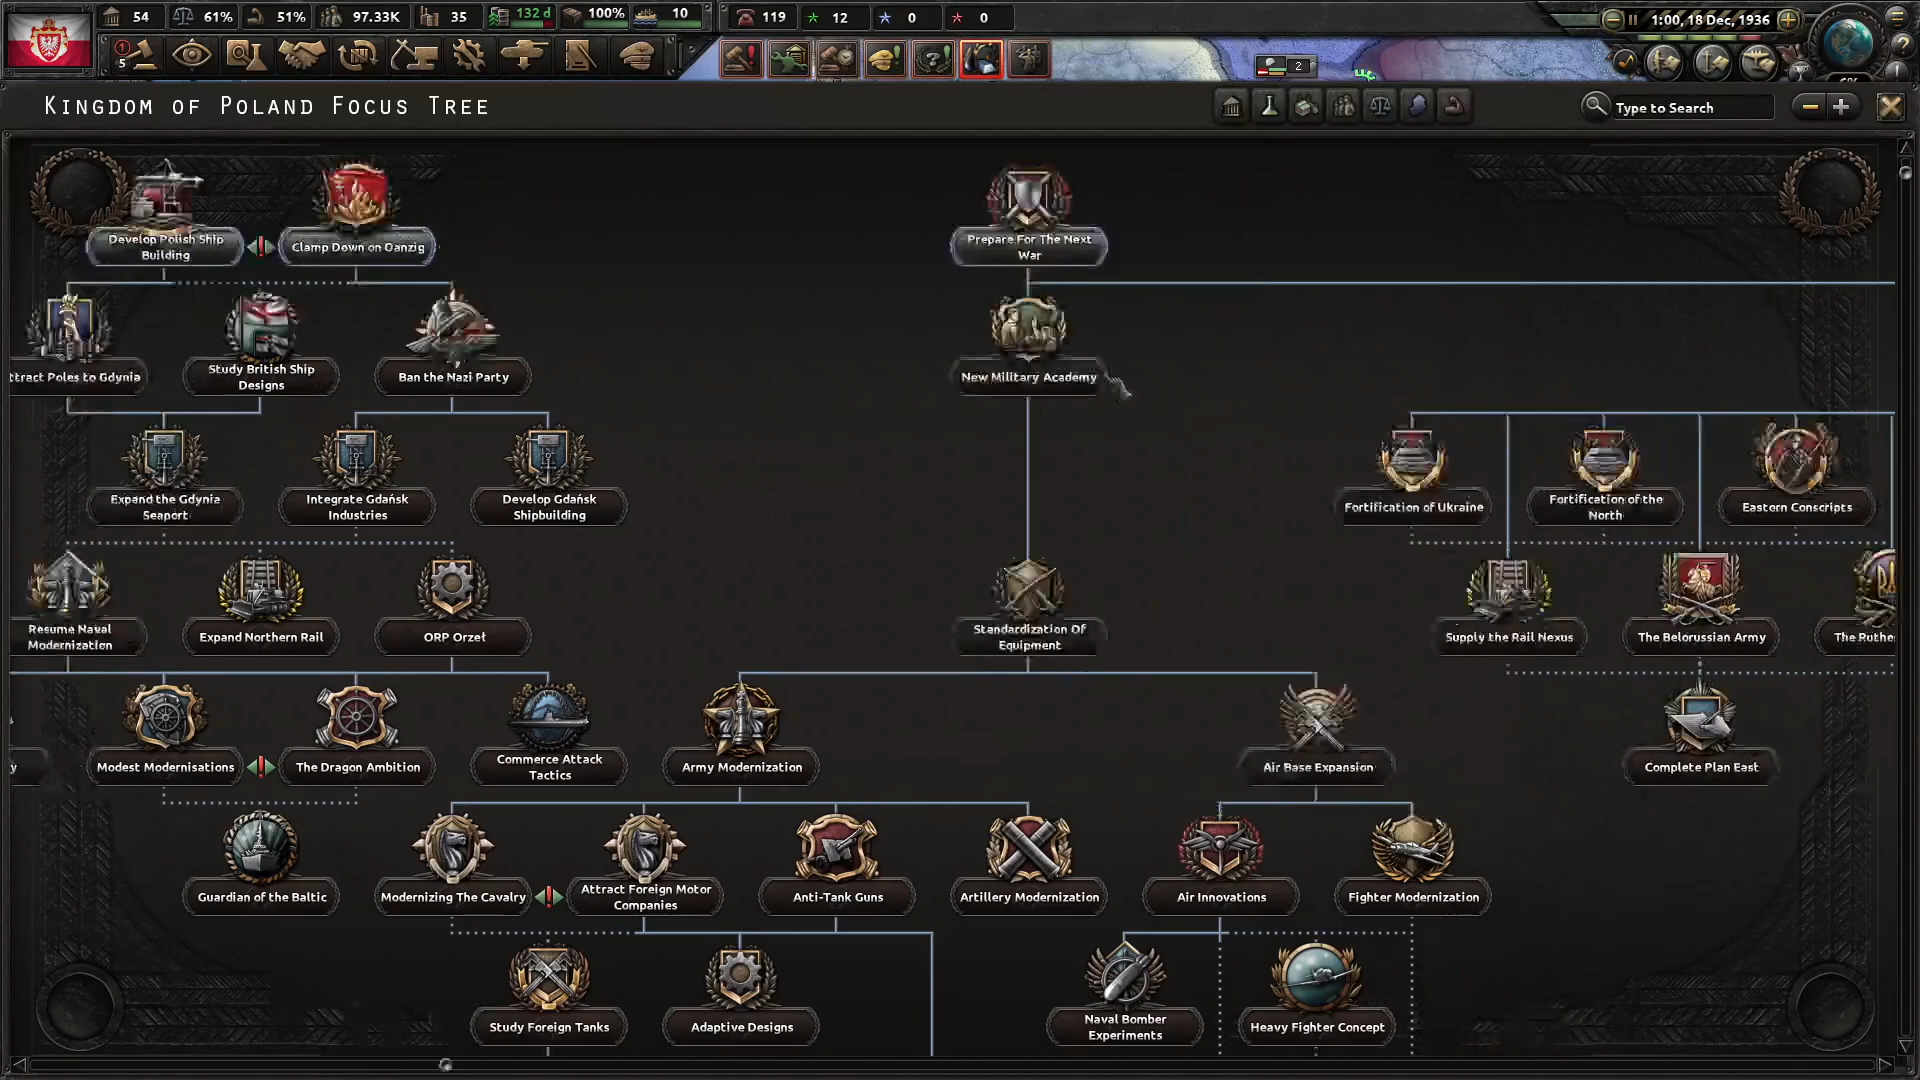 54
61%
51%
97.33K
35
132 d
100%
10
119
12
0
0
1:00, 18 Dec, 1936
1
5
2
6%
Kingdom of Poland Focus Tree
Type to Search
Develop Polish Ship
Building
Clamp Down on Danzig
Prepare For The Next
War
ttract Poles to Gdynia
Study British Ship
Designs
Ban the Nazi Party
New Military Academy
Expand the Gdynia
Seaport
Integrate Gdańsk
Industries
Develop Gdańsk
Shipbuilding
Fortification of Ukraine
Fortification of the
North
Eastern Conscripts
Resume Naval
Modernization
Expand Northern Rail
ORP Orzeł
Standardization Of
Equipment
Supply the Rail Nexus
The Belorussian Army
The Ruthe
y
Modest Modernisations
The Dragon Ambition
Commerce Attack
Tactics
Army Modernization
Air Base Expansion
Complete Plan East
Guardian of the Baltic
Modernizing The Cavalry
Attract Foreign Motor
Companies
Anti-Tank Guns
Artillery Modernization
Air Innovations
Fighter Modernization
Study Foreign Tanks
Adaptive Designs
Naval Bomber
Experiments
Heavy Fighter Concept